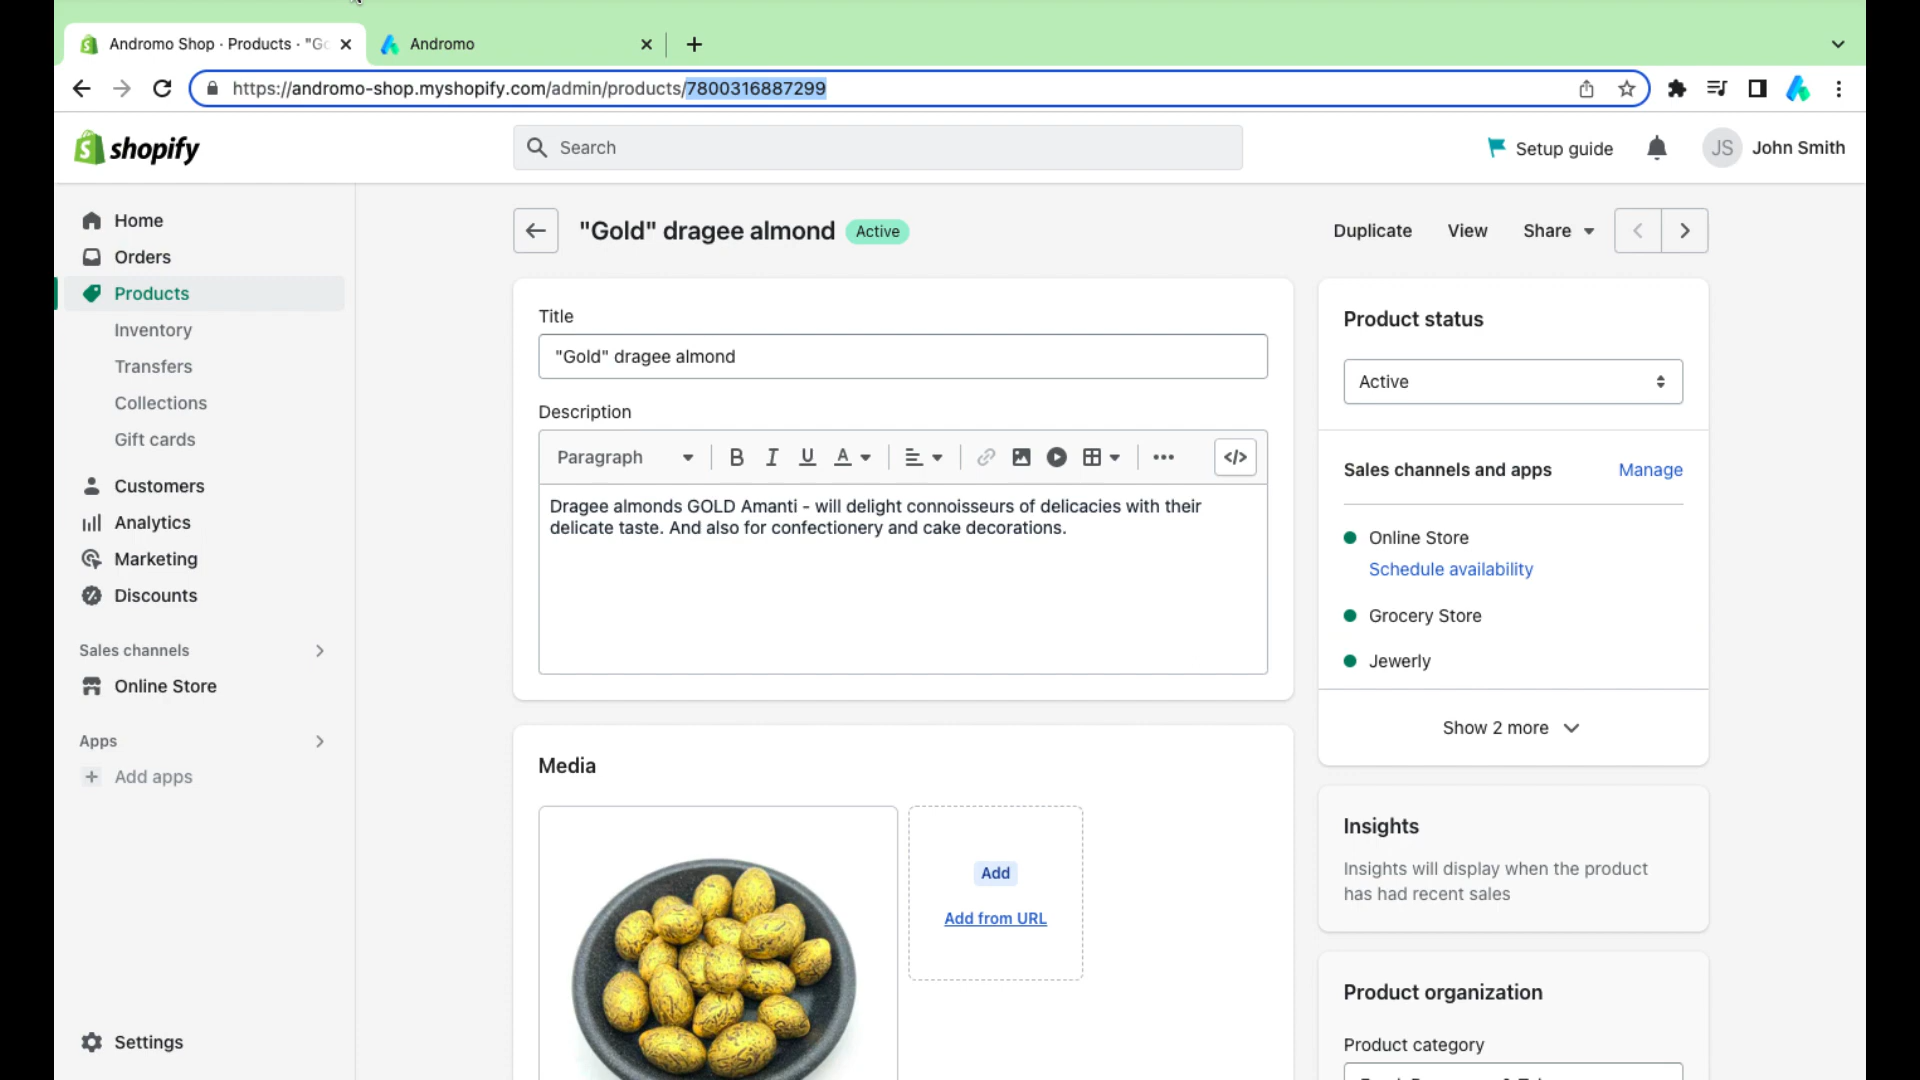 Andromo Shop · Products · "Go
Andromo
https://andromo-shop.myshopify.com/admin/products/7800316887299
shopify
Search
Setup guide
JS
John Smith
Home
Orders
Products
Inventory
Transfers
Collections
Gift cards
Customers
Analytics
Marketing
Discounts
Sales channels
Online Store
Apps
Add apps
Settings
"Gold" dragee almond
Active
Duplicate
View
Share
Title
"Gold" dragee almond
Description
Paragraph
B
I
U
A
</>
Dragee almonds GOLD Amanti - will delight connoisseurs of delicacies with their
delicate taste. And also for confectionery and cake decorations.
Media
Add
Add from URL
Product status
Active
Sales channels and apps
Manage
Online Store
Schedule availability
Grocery Store
Jewerly
Show 2 more
Insights
Insights will display when the product
has had recent sales
Product organization
Product category